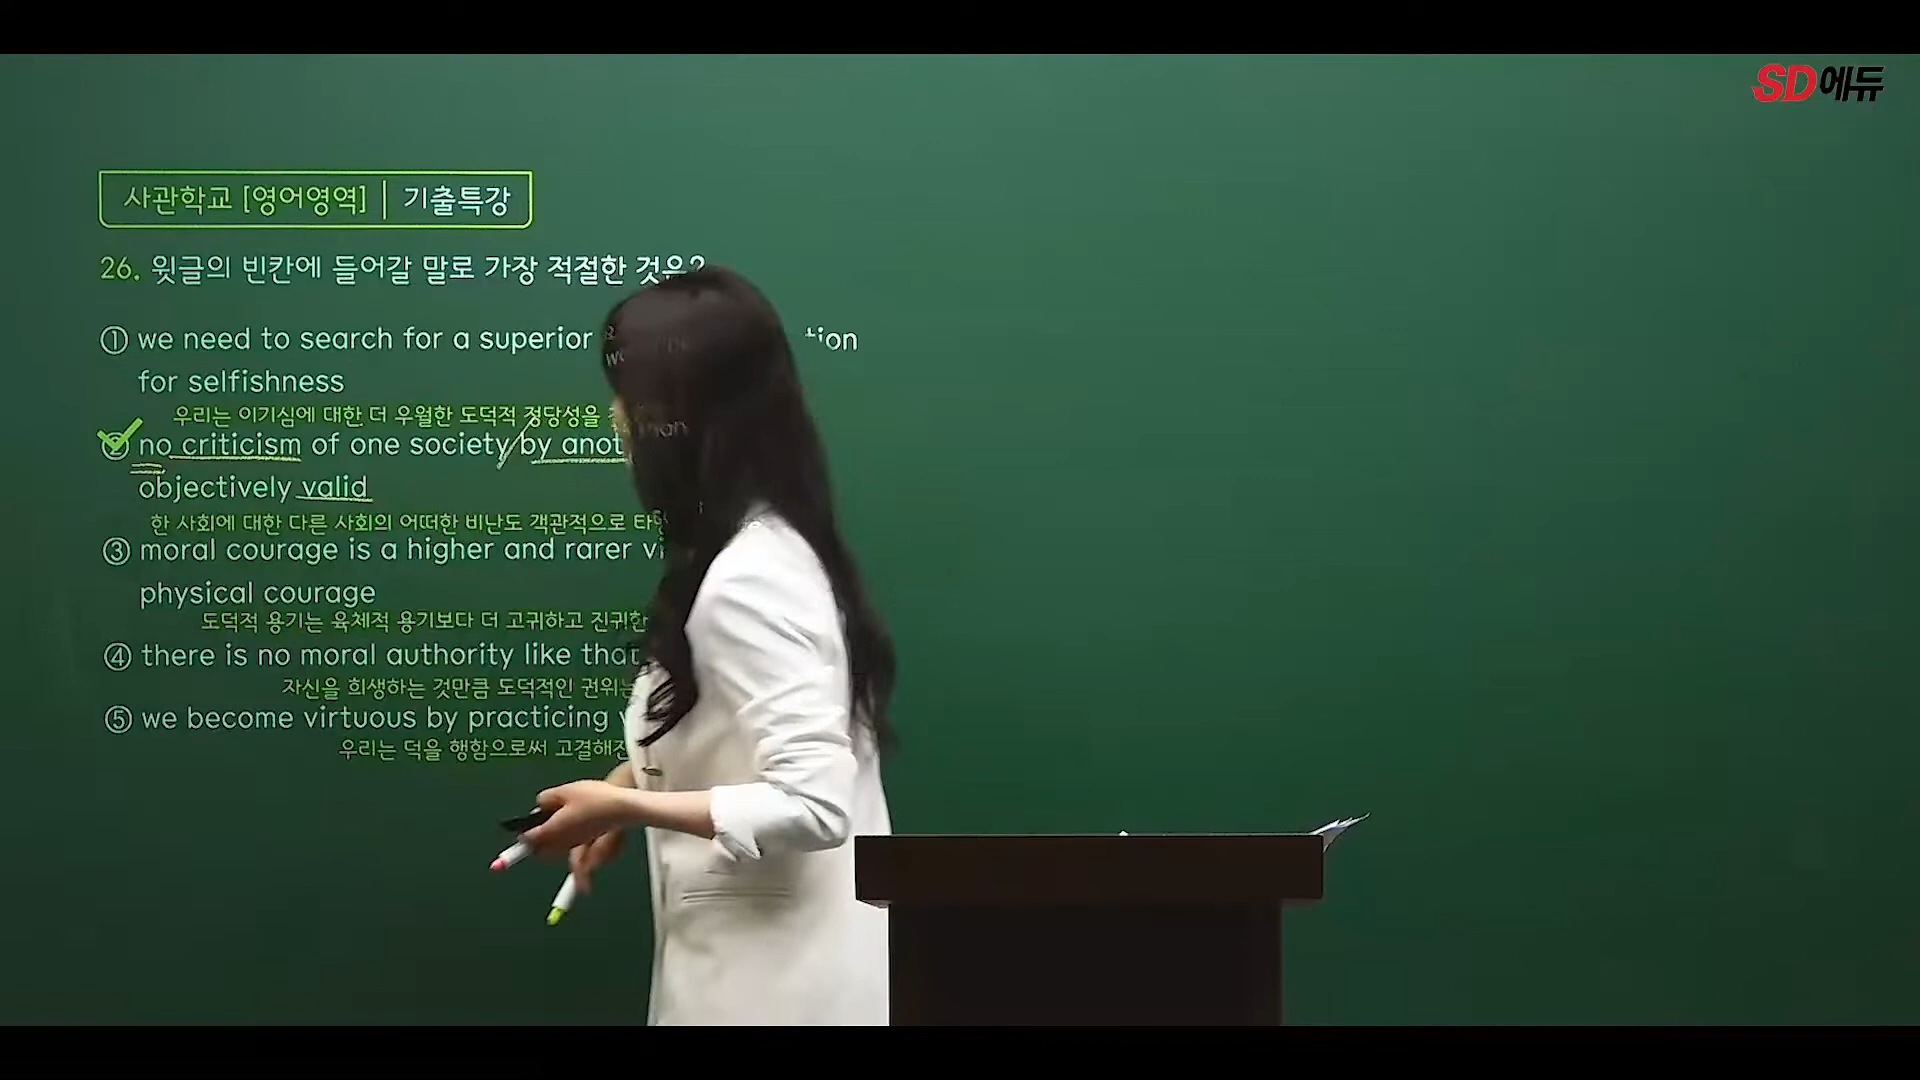 SD에듀
사관학교 [영어영역] | 기출특강
26. 윗글의 빈칸에 들어갈 말로 가장 적절한 것은?
① we need to search for a superior
for selfishness
우리는 이기심에 대한 더 우월한 도덕적 정당성을
② no criticism of one society by
objectively valid
한 사회에 대한 다른 사회의 어떠한 비난도 객관적으로
③ moral courage is a higher and rarer
physical courage
도덕적 용기는 육체적 용기보다 더 고귀하고 진귀한
④ there is no moral authority like that
자신을 희생하는 것만큼 도덕적인 권위는
⑤ we become virtuous by practicing
우리는 덕을 행함으로써